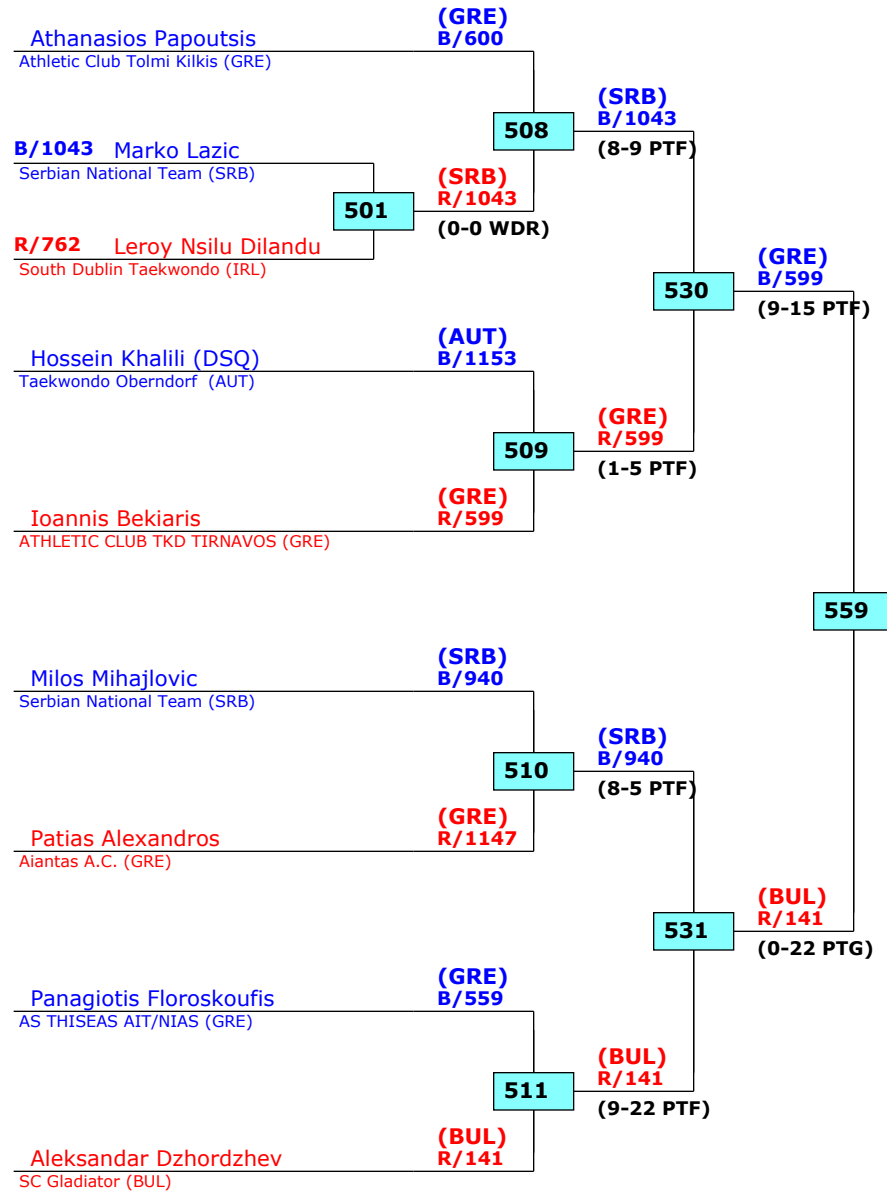 (GRE)
Athanasios Papoutsis B/600
Athletic Club Tolmi Kilkis (GRE)
(SRB)
508 B/1043
(8-9 PTF)
B/1043 Marko Lazic
Serbian National Team (SRB)
(SRB)
501 R/1043
(0-0 WDR)
R/762 Leroy Nsilu Dilandu
South Dublin Taekwondo (IRL)
(GRE)
530 B/599
(9-15 PTF)
(AUT)
Hossein Khalili (DSQ) B/1153
Taekwondo Oberndorf (AUT)
(GRE)
509 R/599
(1-5 PTF)
(GRE)
Ioannis Bekiaris R/599
ATHLETIC CLUB TKD TIRNAVOS (GRE)
559
(SRB)
Milos Mihajlovic B/940
Serbian National Team (SRB)
(SRB)
510 B/940
(8-5 PTF)
(GRE)
Patias Alexandros R/1147
Aiantas A.C. (GRE)
(BUL)
531 R/141
(0-22 PTG)
(GRE)
Panagiotis Floroskoufis B/559
AS THISEAS AIT/NIAS (GRE)
(BUL)
511 R/141
(9-22 PTF)
(BUL)
Aleksandar Dzhordzhev R/141
SC Gladiator (BUL)